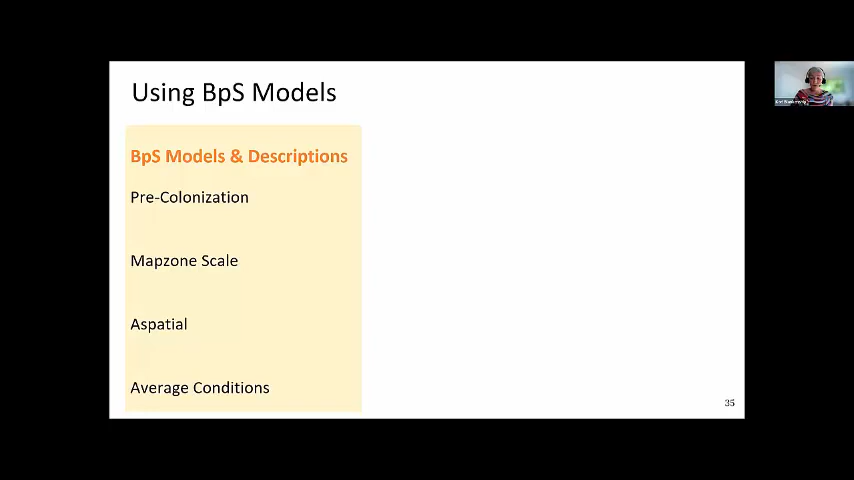 Using BpS Models
BpS Models & Descriptions
Pre-Colonization
Mapzone Scale
Aspatial
Average Conditions
35